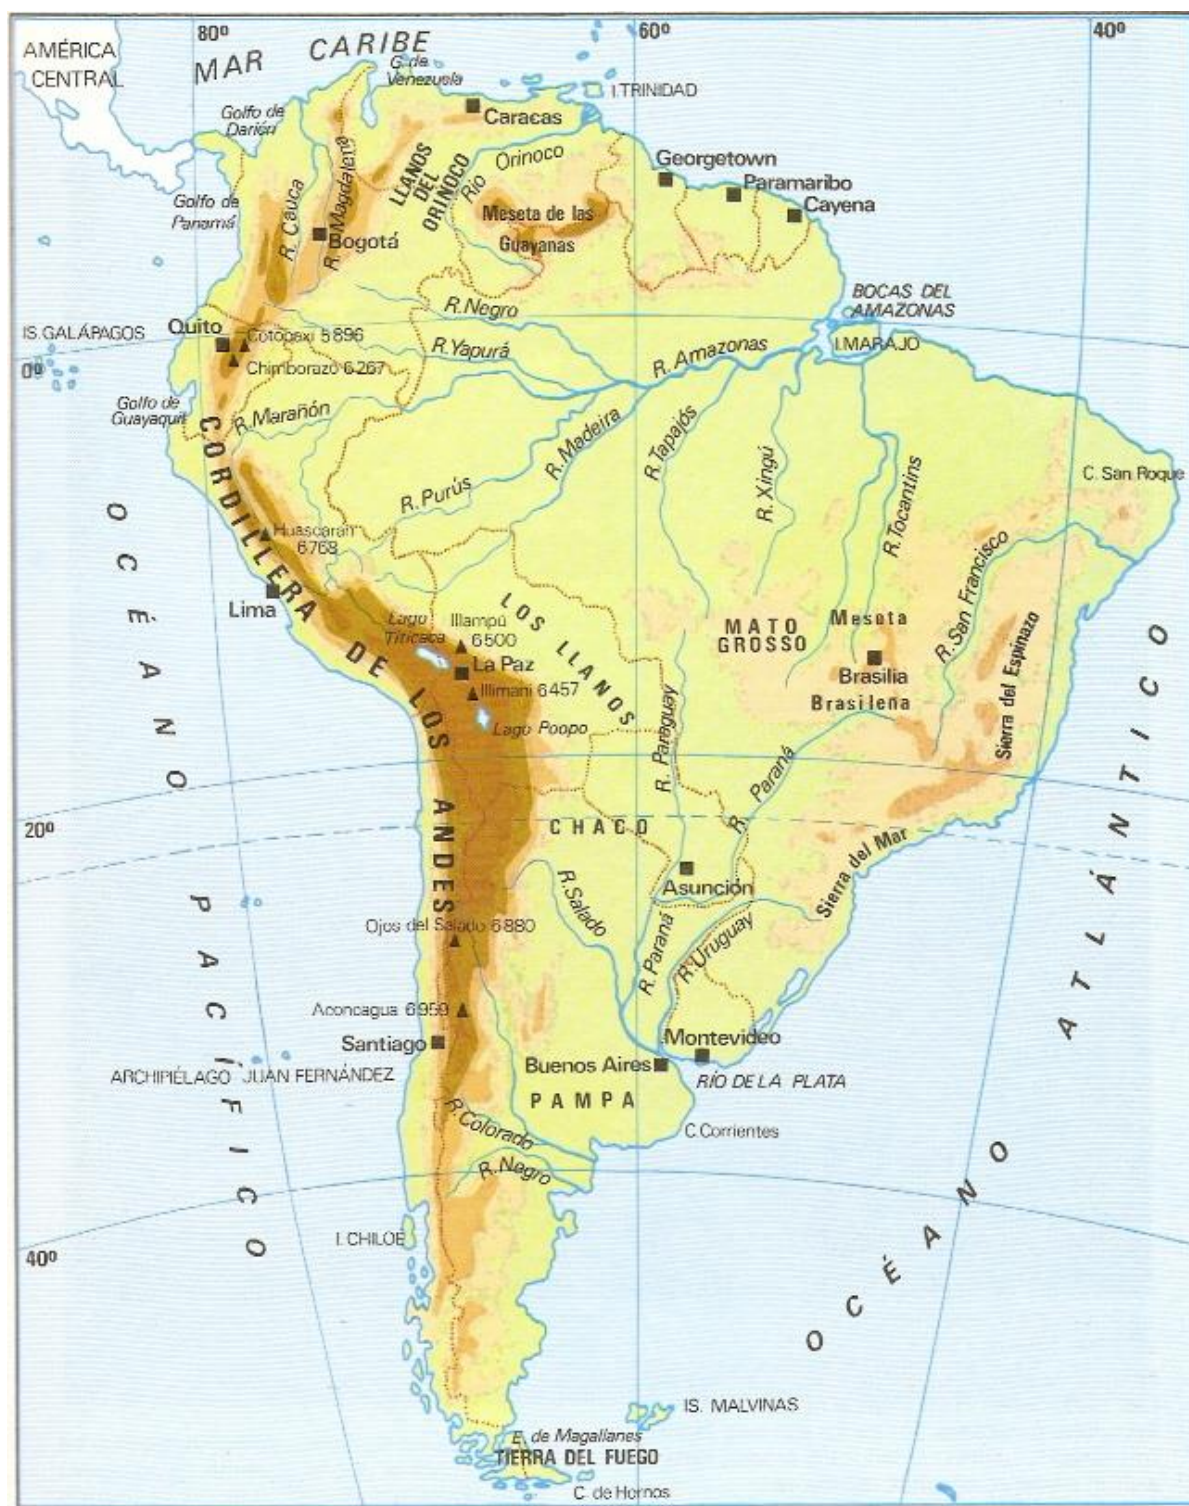 80º
60º
40º
AMÉRICA
CENTRAL
MAR CARIBE
G. de
Venezuela
I. TRINIDAD
Golfo de
Darién
Caracas
Georgetown
Paramaribo
Cayena
LLANOS
DEL
ORINOCO
Río Orinoco
R. Cauca
R. Magdalena
Golfo de
Panamá
Bogotá
Meseta de las
Guayanas
BOCAS DEL
AMAZONAS
IS. GALÁPAGOS
Quito
Cotopaxi 5 896
Chimborazo 6 267
0º
R. Negro
R. Yapurá
R. Amazonas
I. MARAJO
Golfo de
Guayaquil
R. Marañón
R. Purús
R. Madeira
R. Tapajós
R. Xingú
R. Tocantins
C. San Roque
R. San Francisco
CORDILLERA DE LOS ANDES
Huascarán
6 768
Lima
Lago
Titicaca
Illampú
6 500
La Paz
Illimani 6 457
Lago Poopo
LOS LLANOS
MATO
GROSSO
Meseta
Brasilia
Brasileña
Sierra del Espinazo
R. Paraguay
R. Paraná
CHACO
20º
Sierra del Mar
Asunción
R. Salado
R. Paraná
R. Uruguay
Ojos del Salado 6 880
Aconcagua 6 959
Santiago
ARCHIPIÉLAGO JUAN FERNÁNDEZ
Montevideo
Buenos Aires
RÍO DE LA PLATA
PAMPA
C. Corrientes
R. Colorado
R. Negro
I. CHILOÉ
40º
OCÉANO PACÍFICO
OCÉANO ATLÁNTICO
IS. MALVINAS
E. de Magallanes
TIERRA DEL FUEGO
C. de Hornos